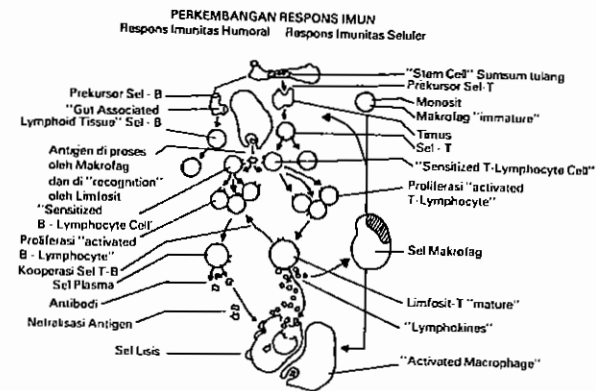 PERKEMBANGAN RESPONS IMUN
Respons Imunitas Humoral Respons Imunitas Seluler
Prekursor Sel - B
"Gut Associated
Lymphoid Tissue" Sel - B
Antigen di proses
oleh Makrofag
dan di "recognition"
oleh Limfosit
"Sensitized
B - Lymphocyte Cell"
Proliferasi "activated
B - Lymphocyte"
Kooperasi Sel T-B
Sel Plasma
Antibodi
Netralisasi Antigen
Sel Lisis
"Stem Cell" Sumsum tulang
Prekursor Sel-T
Monosit
Makrofag "immature"
Timus
Sel - T
"Sensitized T-Lymphocyte Cell"
Proliferasi "activated
T-Lymphocyte"
Sel Makrofag
Limfosit-T "mature"
"Lymphokines"
"Activated Macrophage"